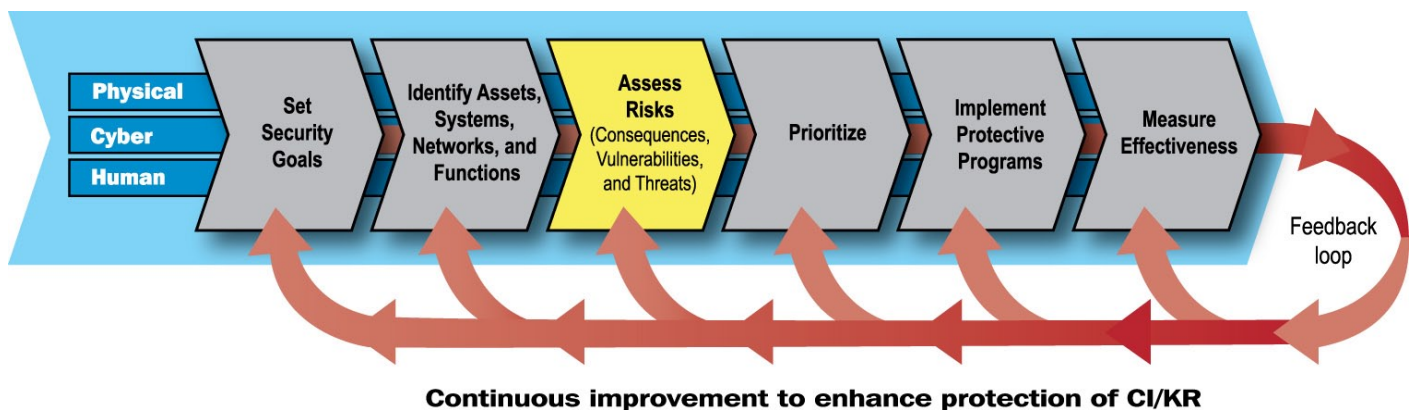 Physical
Cyber
Human
Set
Security
Goals
Identify Assets,
Systems,
Networks, and
Functions
Assess
Risks
(Consequences,
Vulnerabilities,
and Threats)
Prioritize
Implement
Protective
Programs
Measure
Effectiveness
Feedback
loop
Continuous improvement to enhance protection of CI/KR